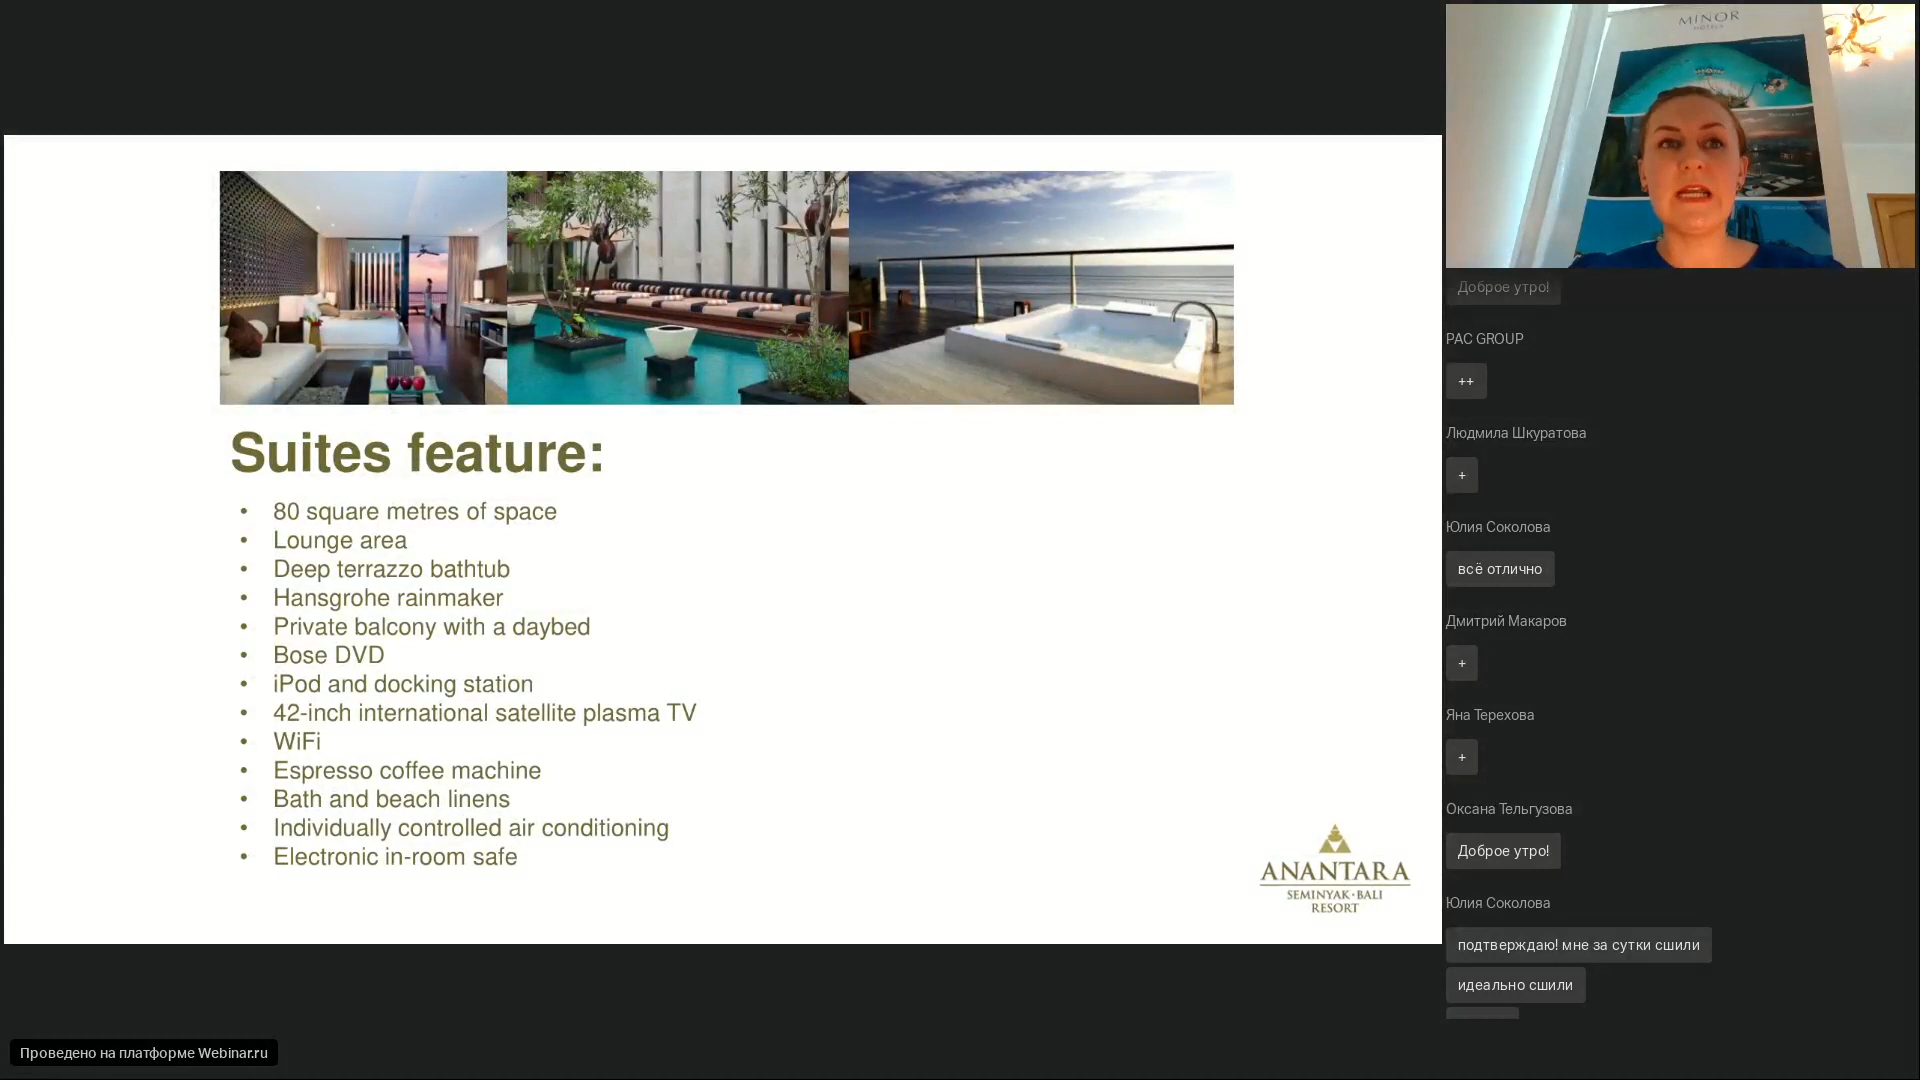 MINOR
HOTELS
Suites feature:
• 80 square metres of space
• Lounge area
• Deep terrazzo bathtub
• Hansgrohe rainmaker
• Private balcony with a daybed
• Bose DVD
• iPod and docking station
• 42-inch international satellite plasma TV
• WiFi
• Espresso coffee machine
• Bath and beach linens
• Individually controlled air conditioning
• Electronic in-room safe
ANANTARA
SEMINYAK·BALI
RESORT
Доброе утро!
PAC GROUP
++
Людмила Шкуратова
+
Юлия Соколова
всё отлично
Дмитрий Макаров
+
Яна Терехова
+
Оксана Тельгузова
Доброе утро!
Юлия Соколова
подтверждаю! мне за сутки сшили
идеально сшили
Проведено на платформе Webinar.ru